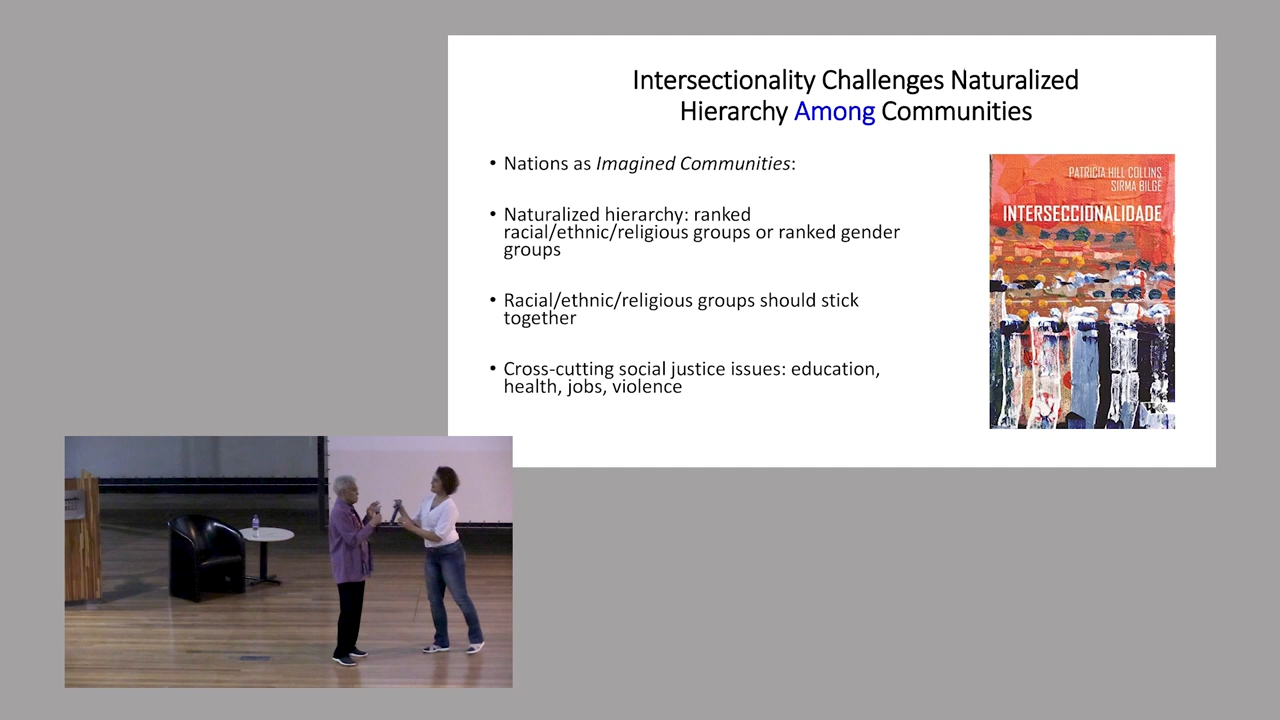 Intersectionality Challenges Naturalized
Hierarchy Among Communities
• Nations as Imagined Communities:
• Naturalized hierarchy: ranked
racial/ethnic/religious groups or ranked gender
groups
• Racial/ethnic/religious groups should stick
together
• Cross-cutting social justice issues: education,
health, jobs, violence
PATRICIA HILL COLLINS
SIRMA BILGE
INTERSECCIONALIDADE